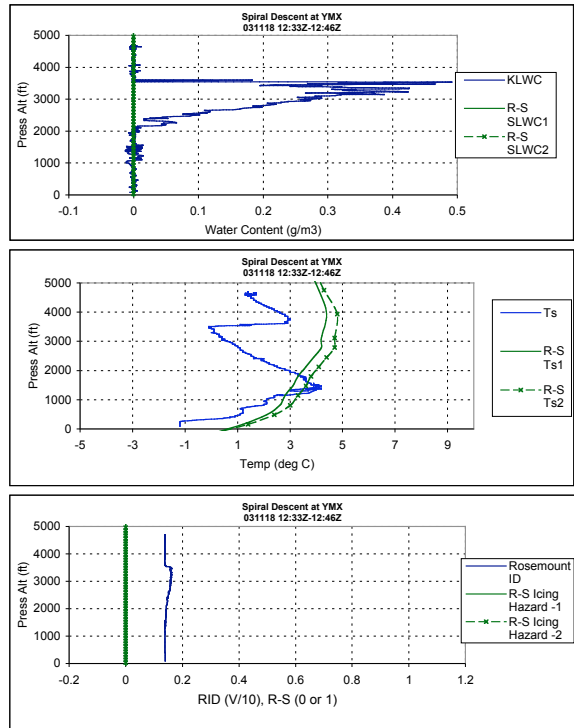 Spiral Descent at YMX
031118 12:33Z-12:46Z
Press Alt (ft)
5000
4000
3000
2000
1000
0
-0.1 0 0.1 0.2 0.3 0.4 0.5
Water Content (g/m3)
KLWC
R-S
SLWC1
R-S
SLWC2
Spiral Descent at YMX
031118 12:33Z-12:46Z
Press Alt (ft)
5000
4000
3000
2000
1000
0
-5 -3 -1 1 3 5 7 9
Temp (deg C)
Ts
R-S
Ts1
R-S
Ts2
Spiral Descent at YMX
031118 12:33Z-12:46Z
Press Alt (ft)
5000
4000
3000
2000
1000
0
-0.2 0 0.2 0.4 0.6 0.8 1 1.2
RID (V/10), R-S (0 or 1)
Rosemount
ID
R-S Icing
Hazard -1
R-S Icing
Hazard -2